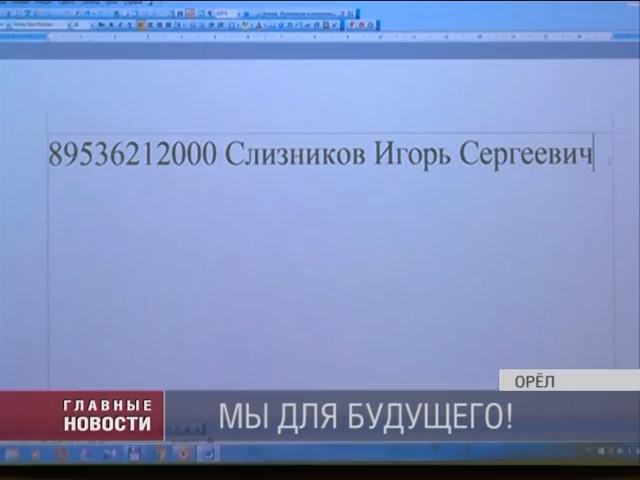 89536212000 Слизников Игорь Сергеевич
ОРЁЛ
ГЛАВНЫЕ
НОВОСТИ
МЫ ДЛЯ БУДУЩЕГО!